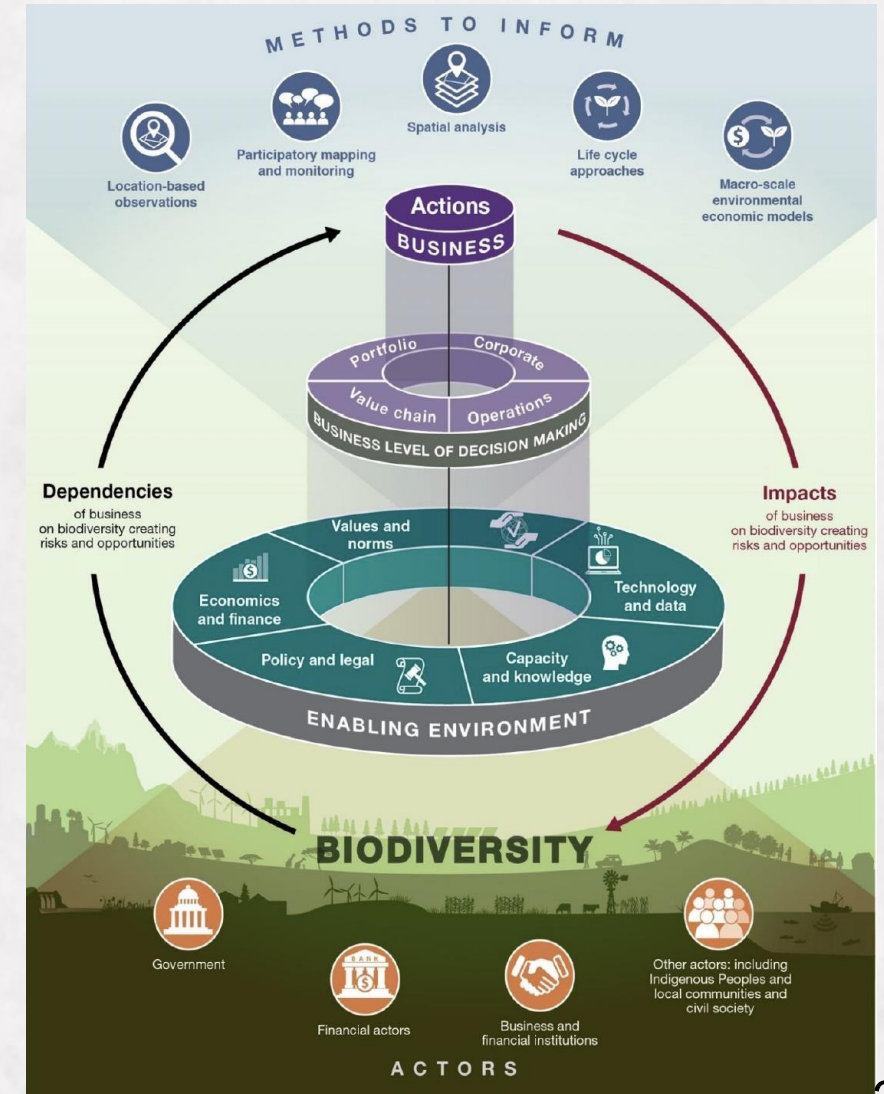 METHODS TO INFORM
Location-based
observations
Participatory mapping
and monitoring
Spatial analysis
Life cycle
approaches
Macro-scale
environmental
economic models
Actions
BUSINESS
Portfolio
Corporate
Value chain
Operations
BUSINESS LEVEL OF DECISION MAKING
Dependencies
of business
on biodiversity creating
risks and opportunities
Impacts
of business
on biodiversity creating
risks and opportunities
Values and
norms
Technology
and data
Economics
and finance
Policy and legal
Capacity
and knowledge
ENABLING ENVIRONMENT
BIODIVERSITY
Government
BANK
Financial actors
Business and
financial institutions
Other actors: including
Indigenous Peoples and
local communities and
civil society
ACTORS